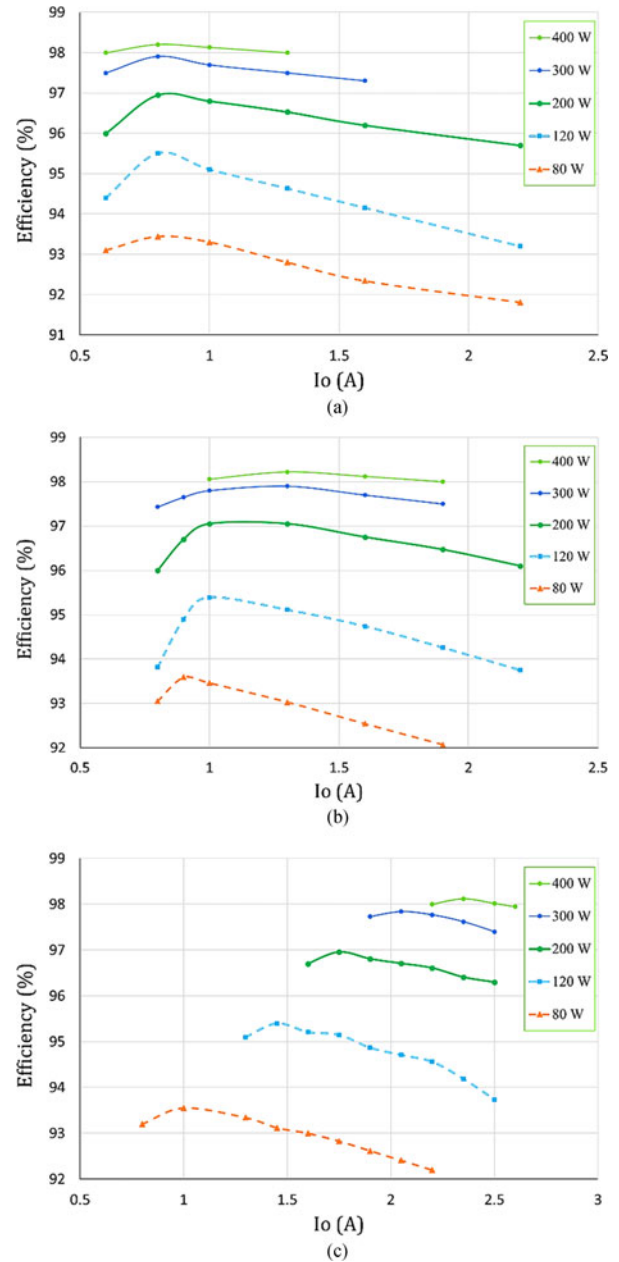 99
98
97
96
95
94
93
92
91
Efficiency (%)
400 W
300 W
200 W
120 W
80 W
0.5 1 1.5 2 2.5
Io (A)
(a)
99
98
97
96
95
94
93
92
Efficiency (%)
400 W
300 W
200 W
120 W
80 W
0.5 1 1.5 2 2.5
Io (A)
(b)
99
98
97
96
95
94
93
92
Efficiency (%)
400 W
300 W
200 W
120 W
80 W
0.5 1 1.5 2 2.5 3
Io (A)
(c)